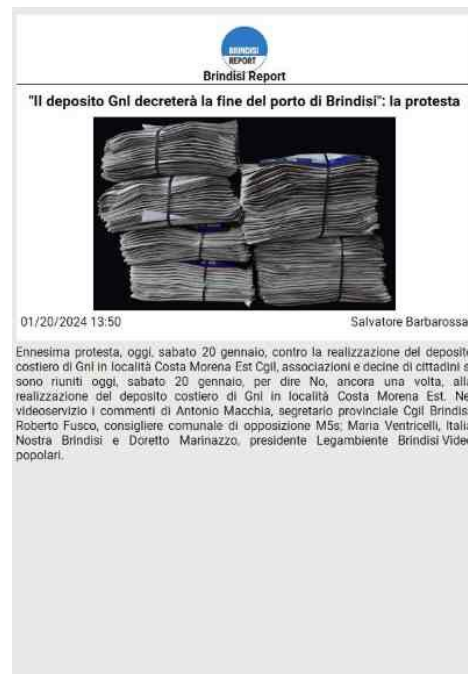 BRINDISI
REPORT
Brindisi Report
"Il deposito Gnl decreterà la fine del porto di Brindisi": la protesta
01/20/2024 13:50
Salvatore Barbarossa
Ennesima protesta, oggi, sabato 20 gennaio, contro la realizzazione del deposito
costiero di Gnl in località Costa Morena Est Cgil, associazioni e decine di cittadini s
sono riuniti oggi, sabato 20 gennaio, per dire No, ancora una volta, alla
realizzazione del deposito costiero di Gnl in località Costa Morena Est. Ne
videoservizio i commenti di Antonio Macchia, segretario provinciale Cgil Brindisi
Roberto Fusco, consigliere comunale di opposizione M5s; Maria Ventricelli, Italia
Nostra Brindisi e Doretto Marinazzo, presidente Legambiente Brindisi Video
popolari.